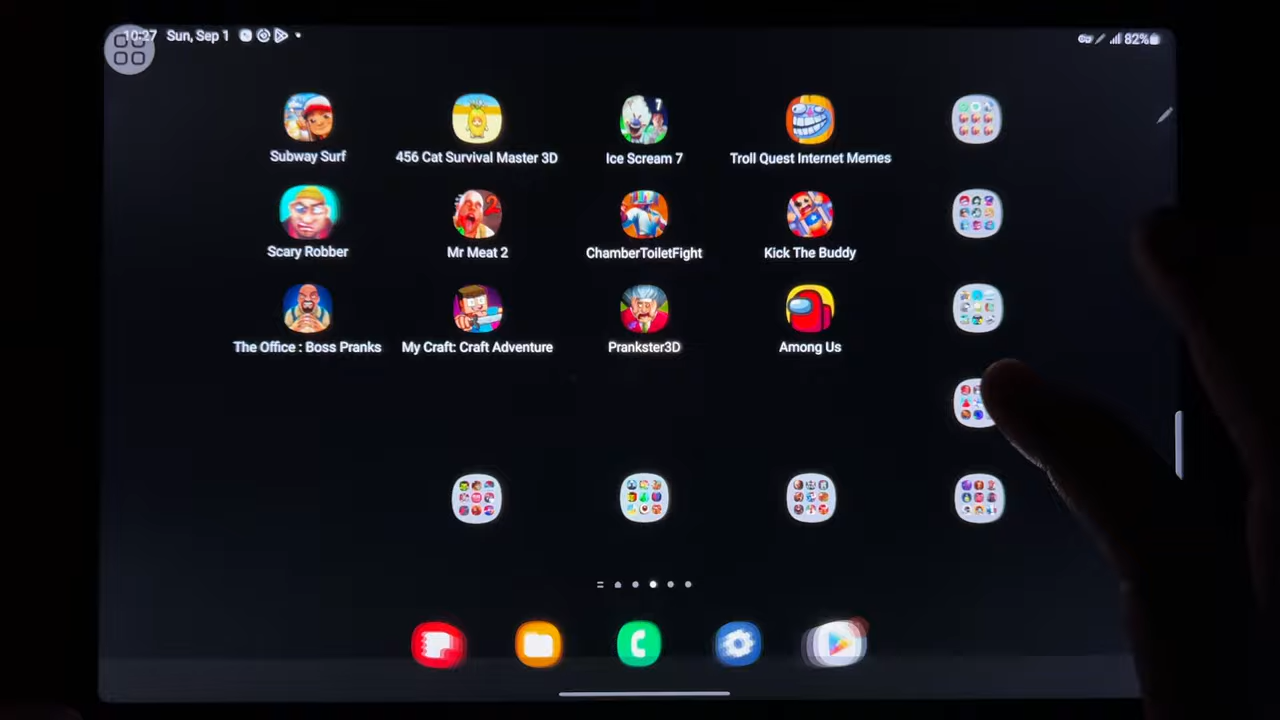 10:27 Sun, Sep 1 82%
Subway Surf 456 Cat Survival Master 3D Ice Scream 7 Troll Quest Internet Memes
Scary Robber Mr Meat 2 ChamberToiletFight Kick The Buddy
The Office : Boss Pranks My Craft: Craft Adventure Prankster3D Among Us